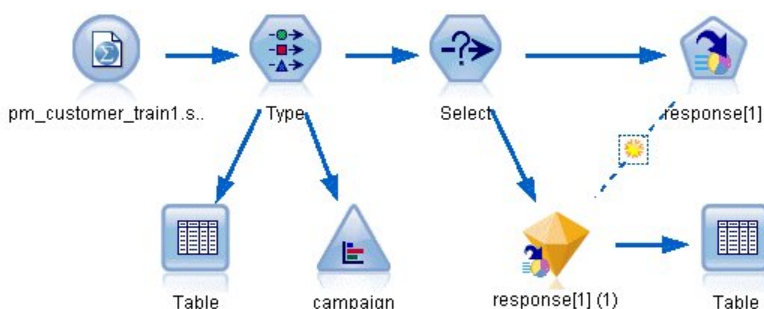 pm_customer_train1.s..
Type
Select
response[1]
Table
campaign
response[1] (1)
Table